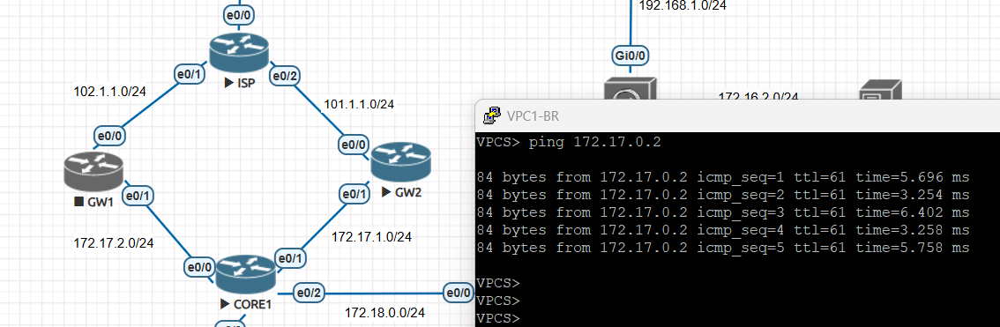 192.168.1.0/24
e0/0
Gi0/0
e0/1
ISP
e0/2
102.1.1.0/24
101.1.1.0/24
172.16.2.0/24
e0/0
e0/0
GW1
GW2
e0/1
e0/1
172.17.2.0/24
172.17.1.0/24
e0/0
e0/1
CORE1
e0/2
e0/0
172.18.0.0/24
VPC1-BR
VPCS> ping 172.17.0.2
84 bytes from 172.17.0.2 icmp_seq=1 ttl=61 time=5.696 ms
84 bytes from 172.17.0.2 icmp_seq=2 ttl=61 time=3.254 ms
84 bytes from 172.17.0.2 icmp_seq=3 ttl=61 time=6.402 ms
84 bytes from 172.17.0.2 icmp_seq=4 ttl=61 time=3.258 ms
84 bytes from 172.17.0.2 icmp_seq=5 ttl=61 time=5.758 ms
VPCS>
VPCS>
VPCS>